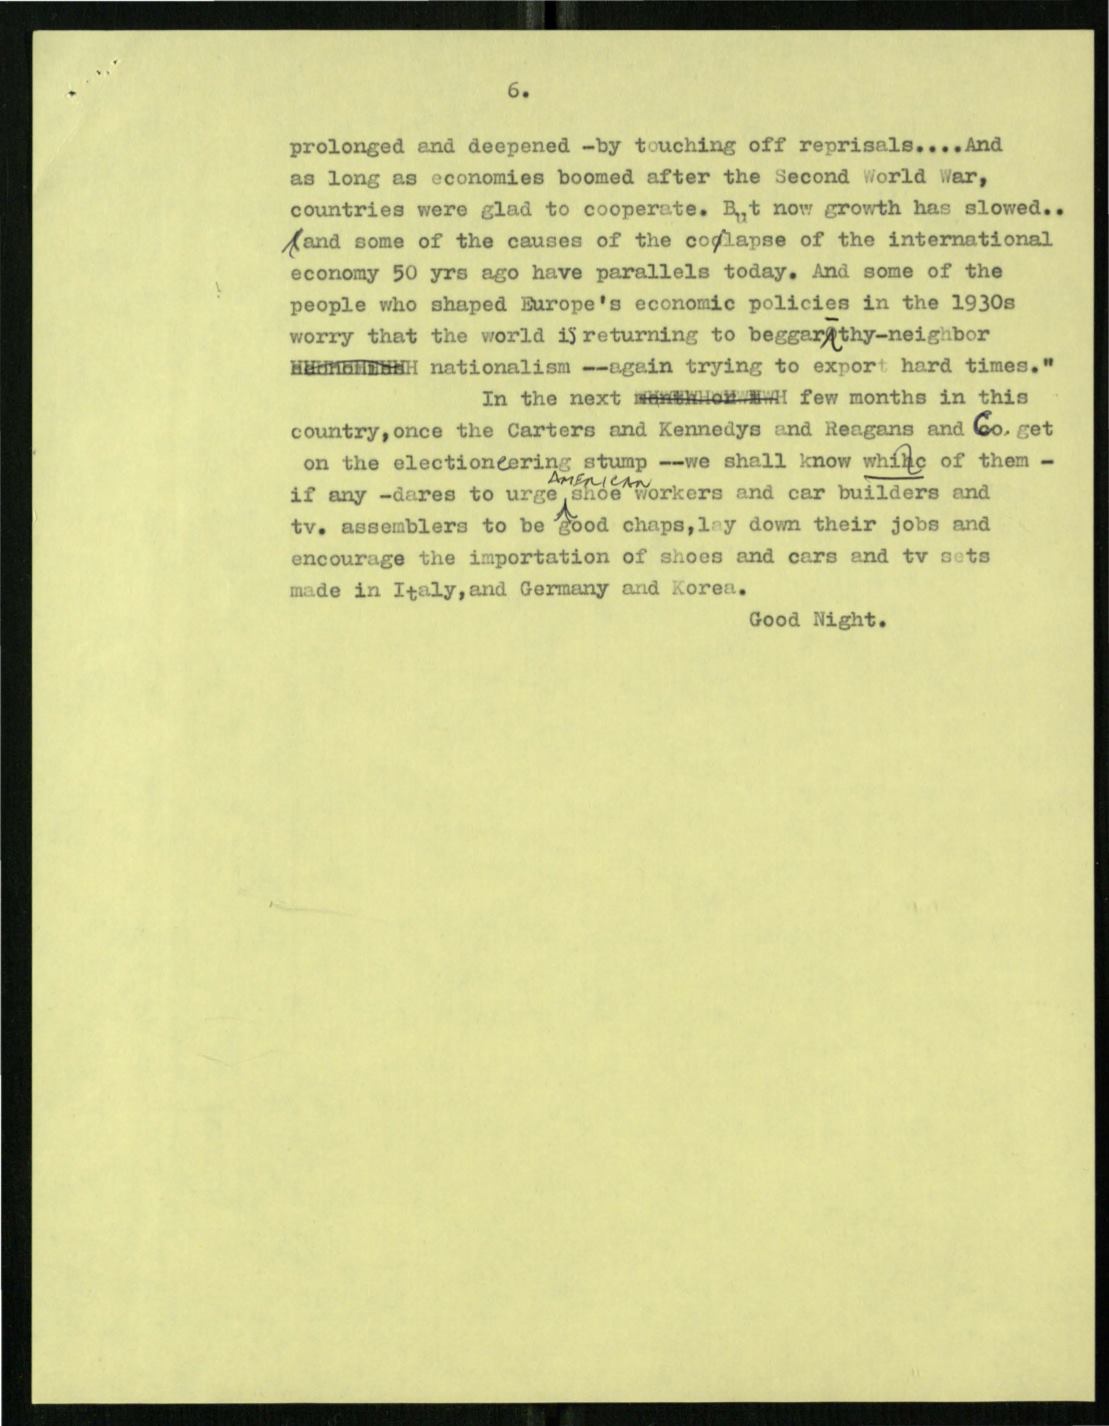 6.
prolonged and deepened -by touching off reprisals....And
as long as economies boomed after the Second World War,
countries were glad to cooperate. But now growth has slowed..
(and some of the causes of the collapse of the international
economy 50 yrs ago have parallels today. And some of the
people who shaped Europe's economic policies in the 1930s
worry that the world is returning to beggar-thy-neighbor
nationalism --again trying to export hard times."
In the next few months in this
country,once the Carters and Kennedys and Reagans and Co. get
on the electioneering stump --we shall know whihc of them -
if any -dares to urge AMERICAN shoe workers and car builders and
tv. assemblers to be good chaps,lay down their jobs and
encourage the importation of shoes and cars and tv sets
made in Italy,and Germany and Korea.
Good Night.